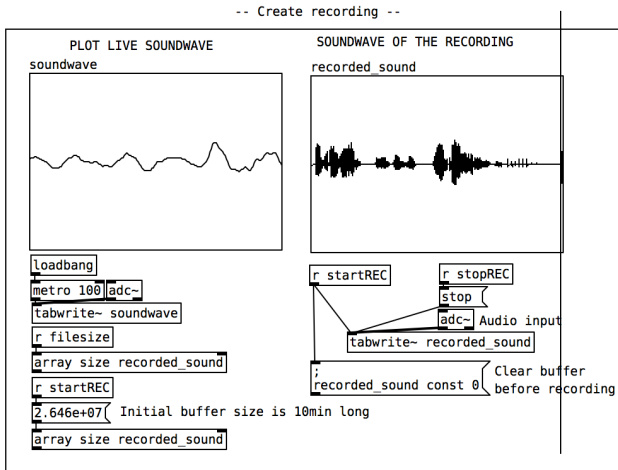 -- Create recording --
PLOT LIVE SOUNDWAVE
soundwave
loadbang
metro 100
adc~
tabwrite~ soundwave
r filesize
array size recorded_sound
r startREC
2.646e+07
Initial buffer size is 10min long
array size recorded_sound
SOUNDWAVE OF THE RECORDING
recorded_sound
r startREC
r stopREC
stop
adc~
Audio input
tabwrite~ recorded_sound
;
recorded_sound const 0
Clear buffer
before recording